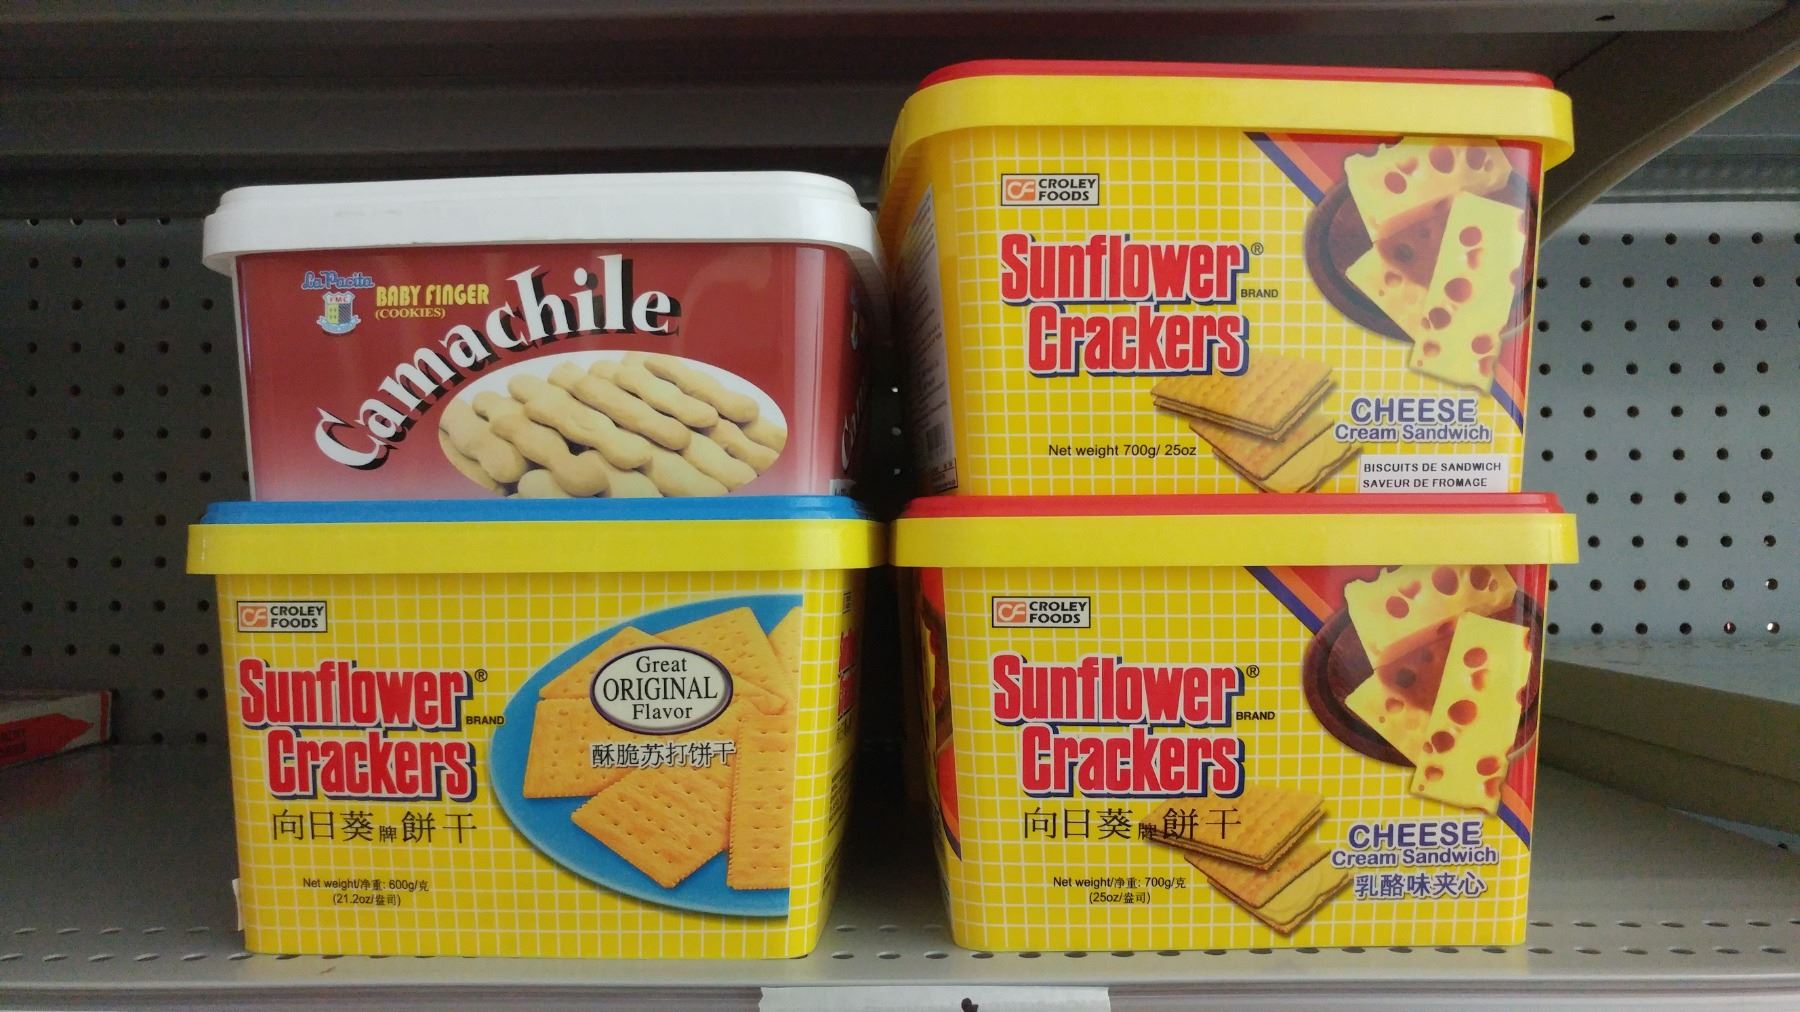 La Pacita
FMC
BABY FINGER
(COOKIES)
Camachile
CF CROLEY
FOODS
Sunflower®
BRAND
Crackers
CHEESE
Cream Sandwich
Net weight 700g/ 25oz
BISCUITS DE SANDWICH
SAVEUR DE FROMAGE
CF CROLEY
FOODS
Sunflower®
BRAND
Crackers
向日葵牌餅干
Great
ORIGINAL
Flavor
酥脆苏打饼干
Net weight/净重: 600g/克
(21.2oz/盎司)
CF CROLEY
FOODS
Sunflower®
BRAND
Crackers
向日葵牌餅干
CHEESE
Cream Sandwich
乳酪味夹心
Net weight/净重: 700g/克
(25oz/盎司)